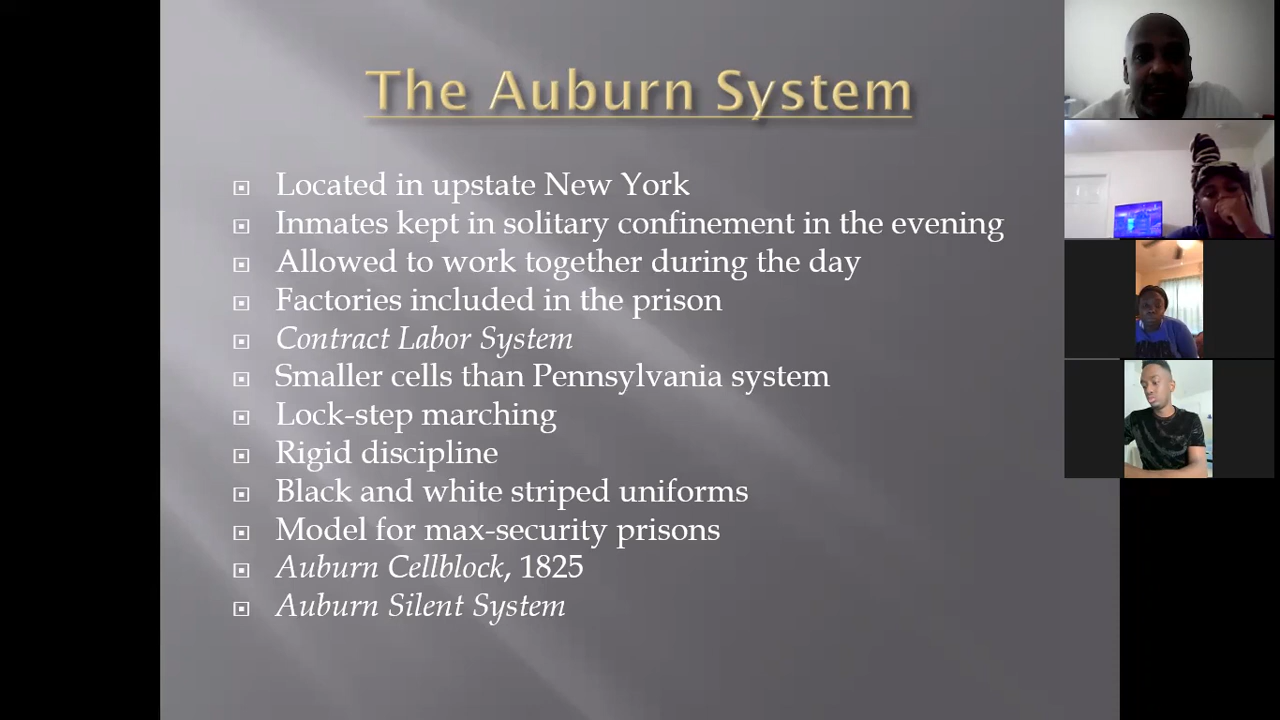 The Auburn System
Located in upstate New York
Inmates kept in solitary confinement in the evening
Allowed to work together during the day
Factories included in the prison
Contract Labor System
Smaller cells than Pennsylvania system
Lock-step marching
Rigid discipline
Black and white striped uniforms
Model for max-security prisons
Auburn Cellblock, 1825
Auburn Silent System